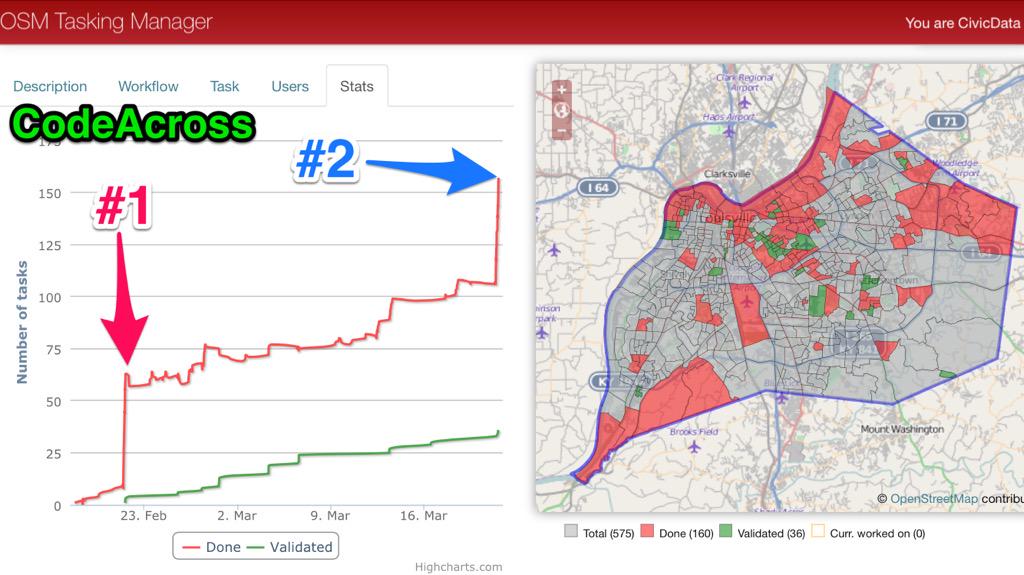 OSM Tasking Manager
You are CivicData
Description Workflow Task Users Stats
CodeAcross
175
150
125
100
75
50
25
0
Number of tasks
#1
#2
23. Feb 2. Mar 9. Mar 16. Mar
Done Validated
Highcharts.com
+
−
Clark Regional
Airport
Haps Airport
I 71
Clarksville
I 64
Louisville
Brooks Field
Mount Washington
© OpenStreetMap contribu
Total (575) Done (160) Validated (36) Curr. worked on (0)